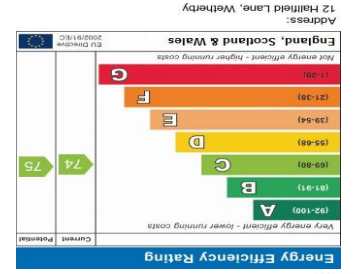 Energy Efficiency Rating
Current Potential
Very energy efficient - lower running costs
(92-100) A
(81-91) B
(69-80) C
74 75
(55-68) D
(39-54) E
(21-38) F
(1-20) G
Not energy efficient - higher running costs
England, Scotland & Wales
EU Directive
2002/91/EC
Address:
12 Hallfield Lane, Wetherby